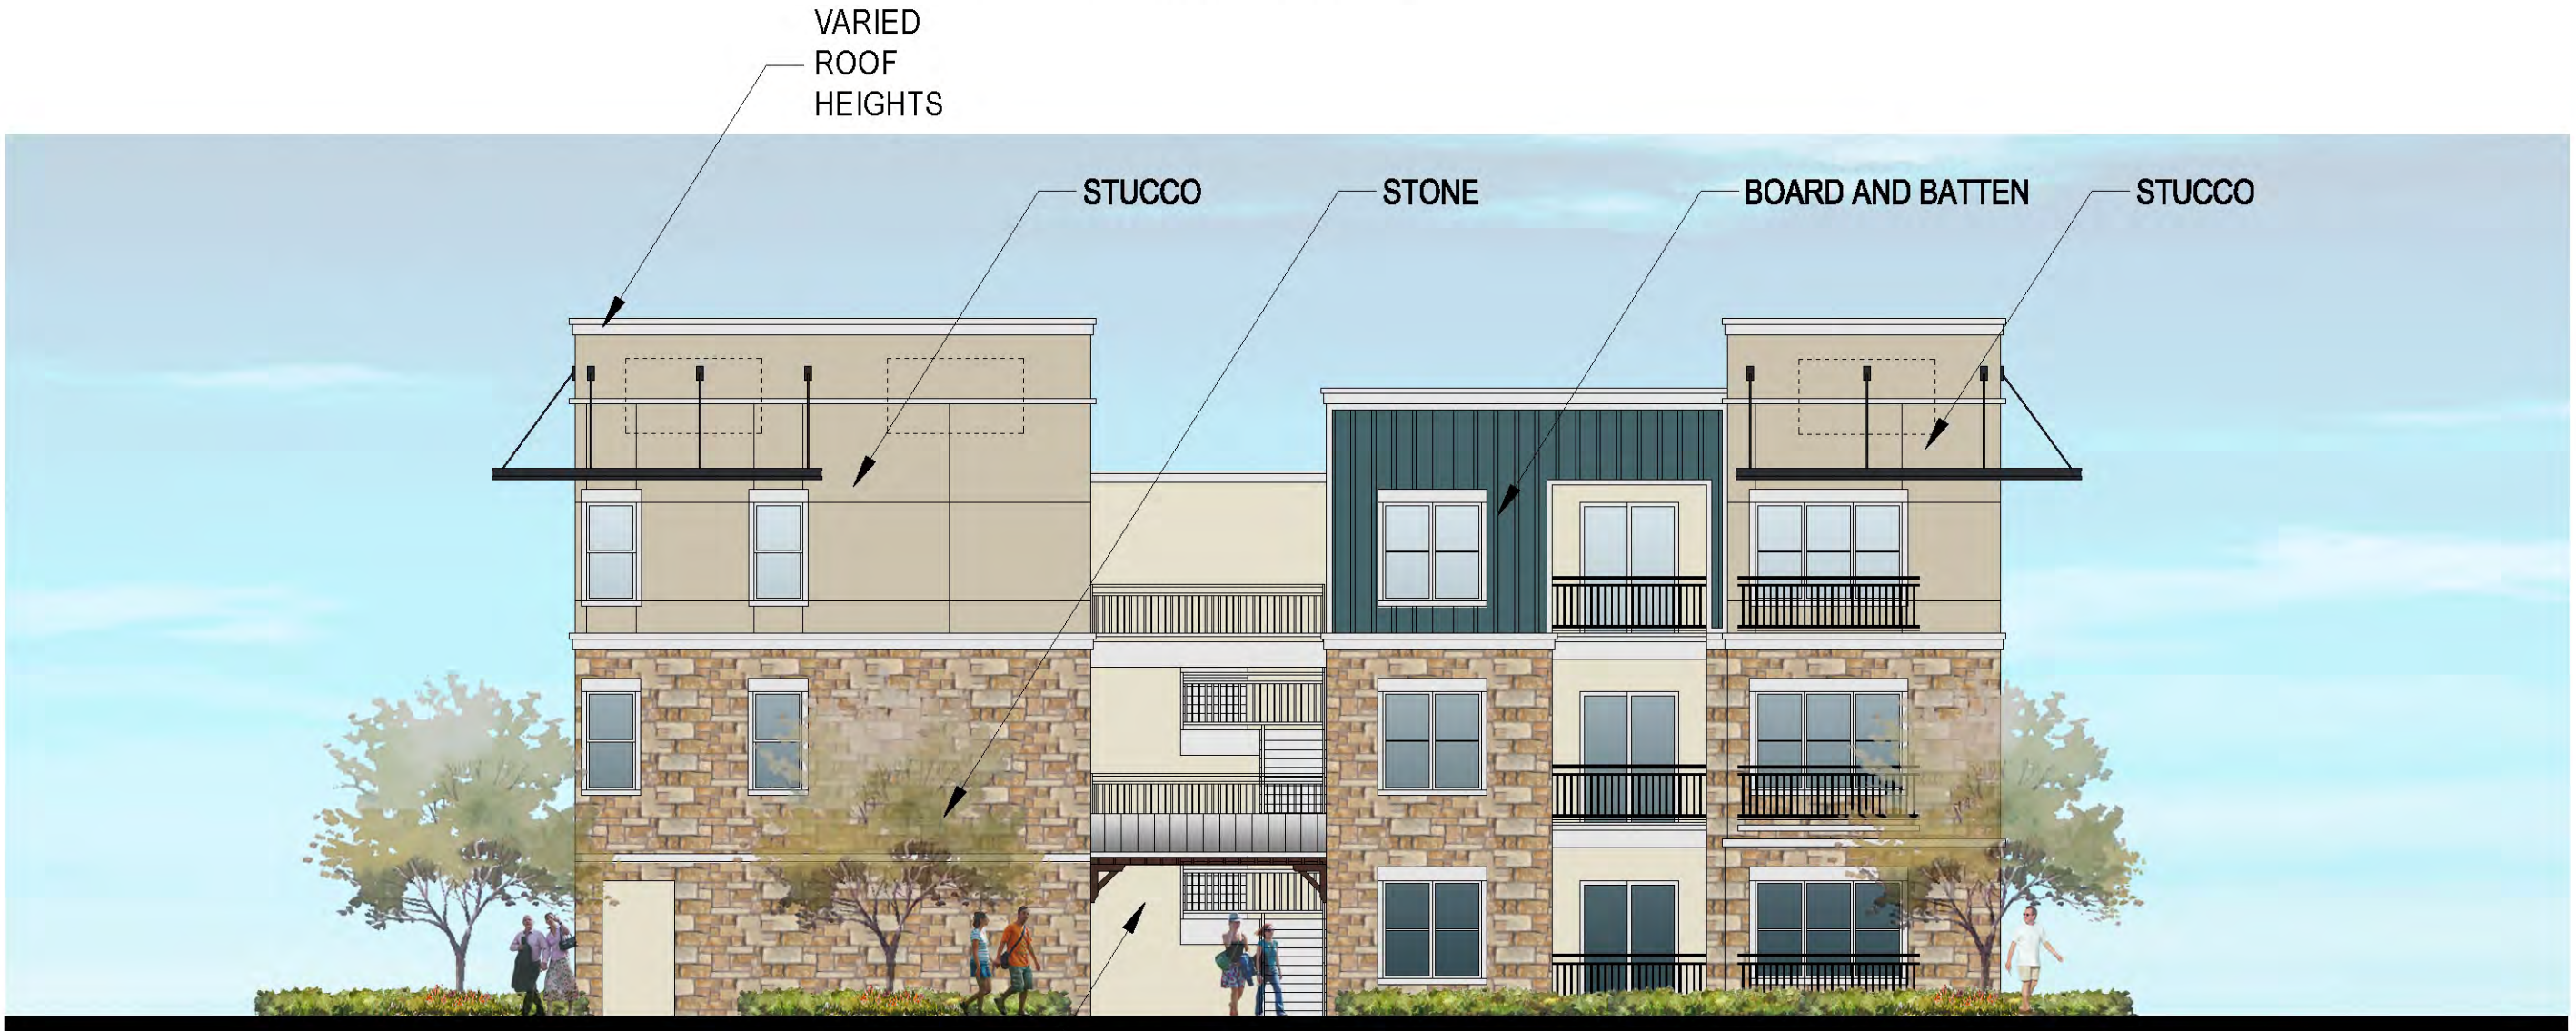 VARIED
ROOF
HEIGHTS
STUCCO
STONE
BOARD AND BATTEN
STUCCO